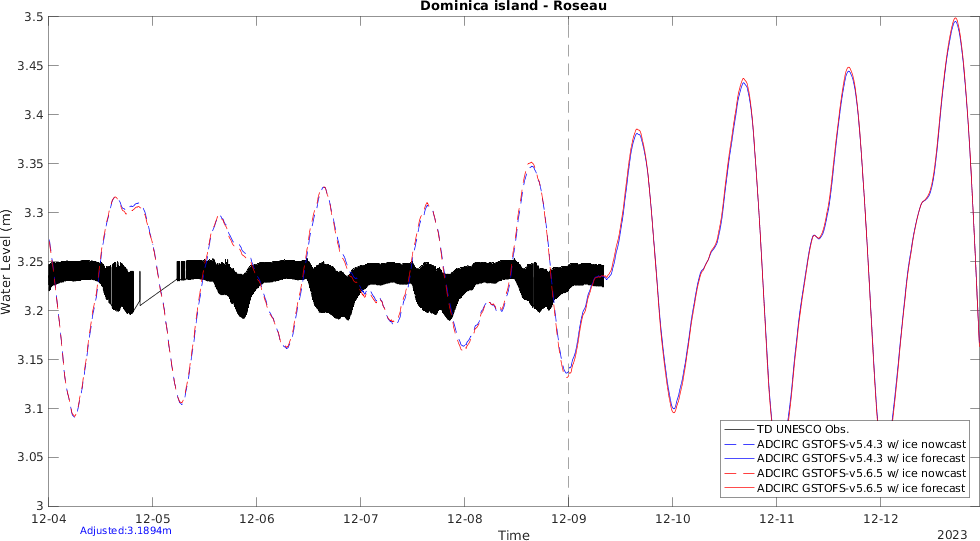 Dominica island - Roseau
3.5
3.45
3.4
3.35
3.3
3.25
3.2
3.15
3.1
3.05
3
Water Level (m)
TD UNESCO Obs.
ADCIRC GSTOFS-v5.4.3 w/ ice nowcast
ADCIRC GSTOFS-v5.4.3 w/ ice forecast
ADCIRC GSTOFS-v5.6.5 w/ ice nowcast
ADCIRC GSTOFS-v5.6.5 w/ ice forecast
12-04 12-05 12-06 12-07 12-08 12-09 12-10 12-11 12-12
Adjusted:3.1894m
Time
2023